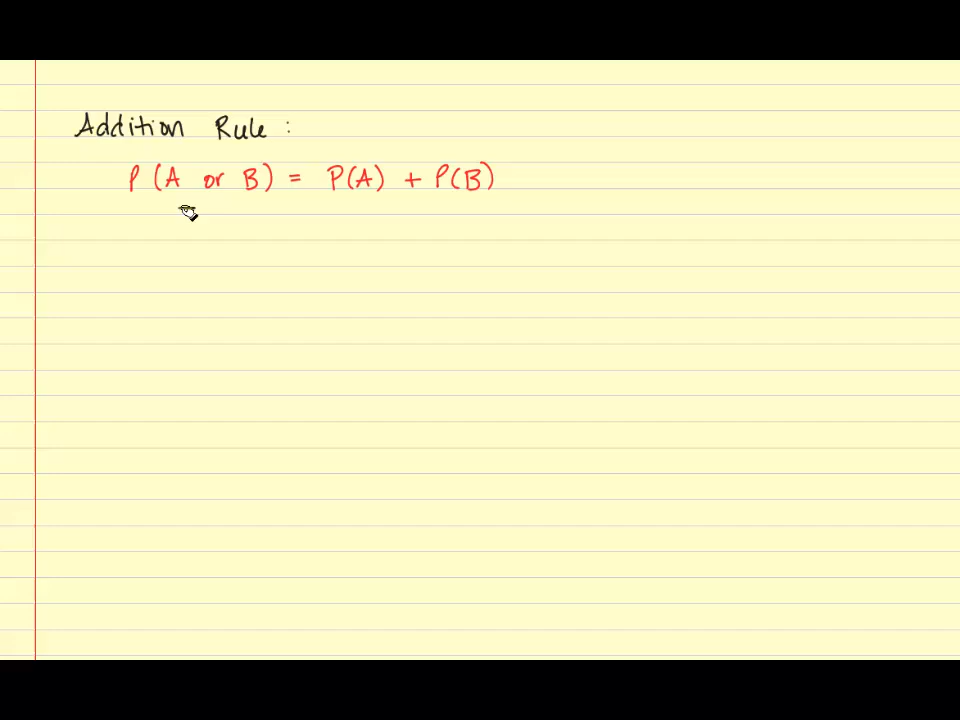 Addition Rule :
P (A or B) = P(A) + P(B)